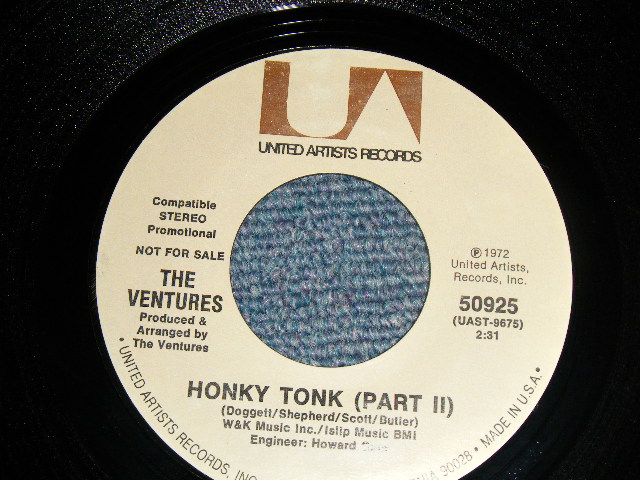 UA
UNITED ARTISTS RECORDS
Compatible
STEREO
Promotional
NOT FOR SALE
THE
VENTURES
Produced &
Arranged by
The Ventures
℗ 1972
United Artists,
Records, Inc.
50925
(UAST-9675)
2:31
HONKY TONK (PART II)
(Doggett/Shepherd/Scott/Butler)
W&K Music Inc./Islip Music BMI
Engineer: Howard
• UNITED ARTISTS RECORDS, INC
90028 • MADE IN U.S.A. •